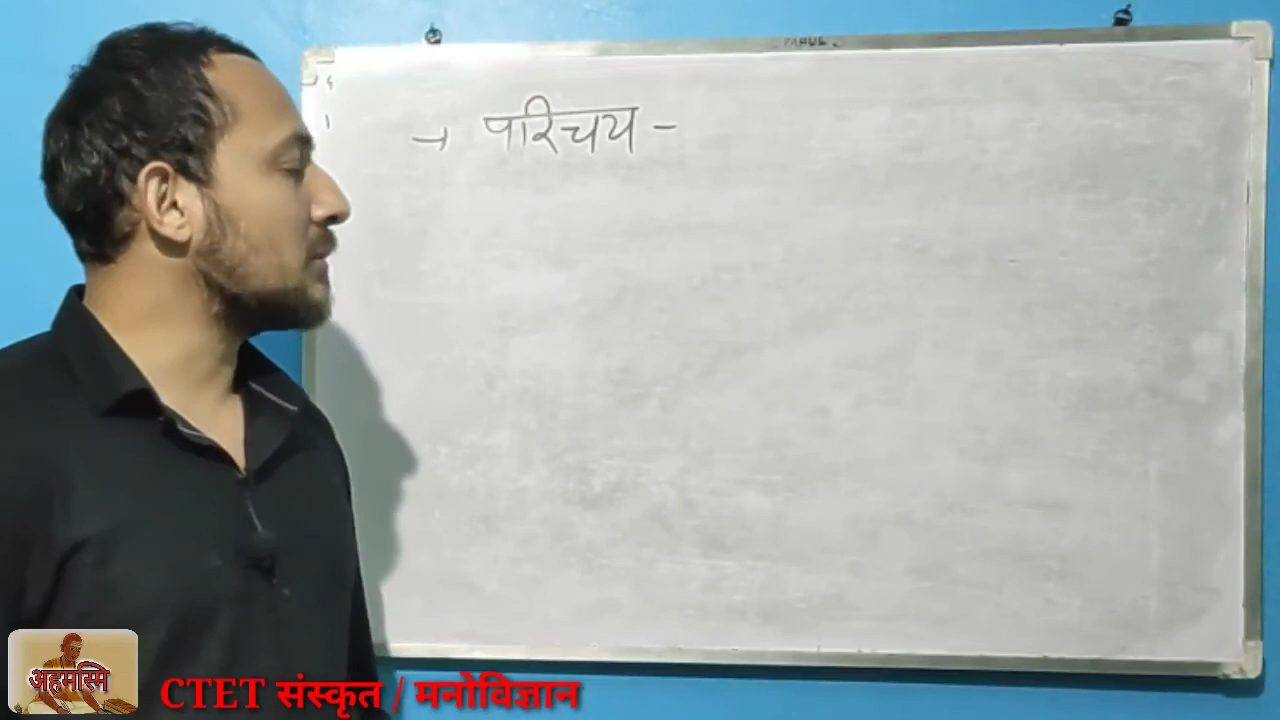 → परिचय -
अहमस्मि
CTET संस्कृत / मनोविज्ञान